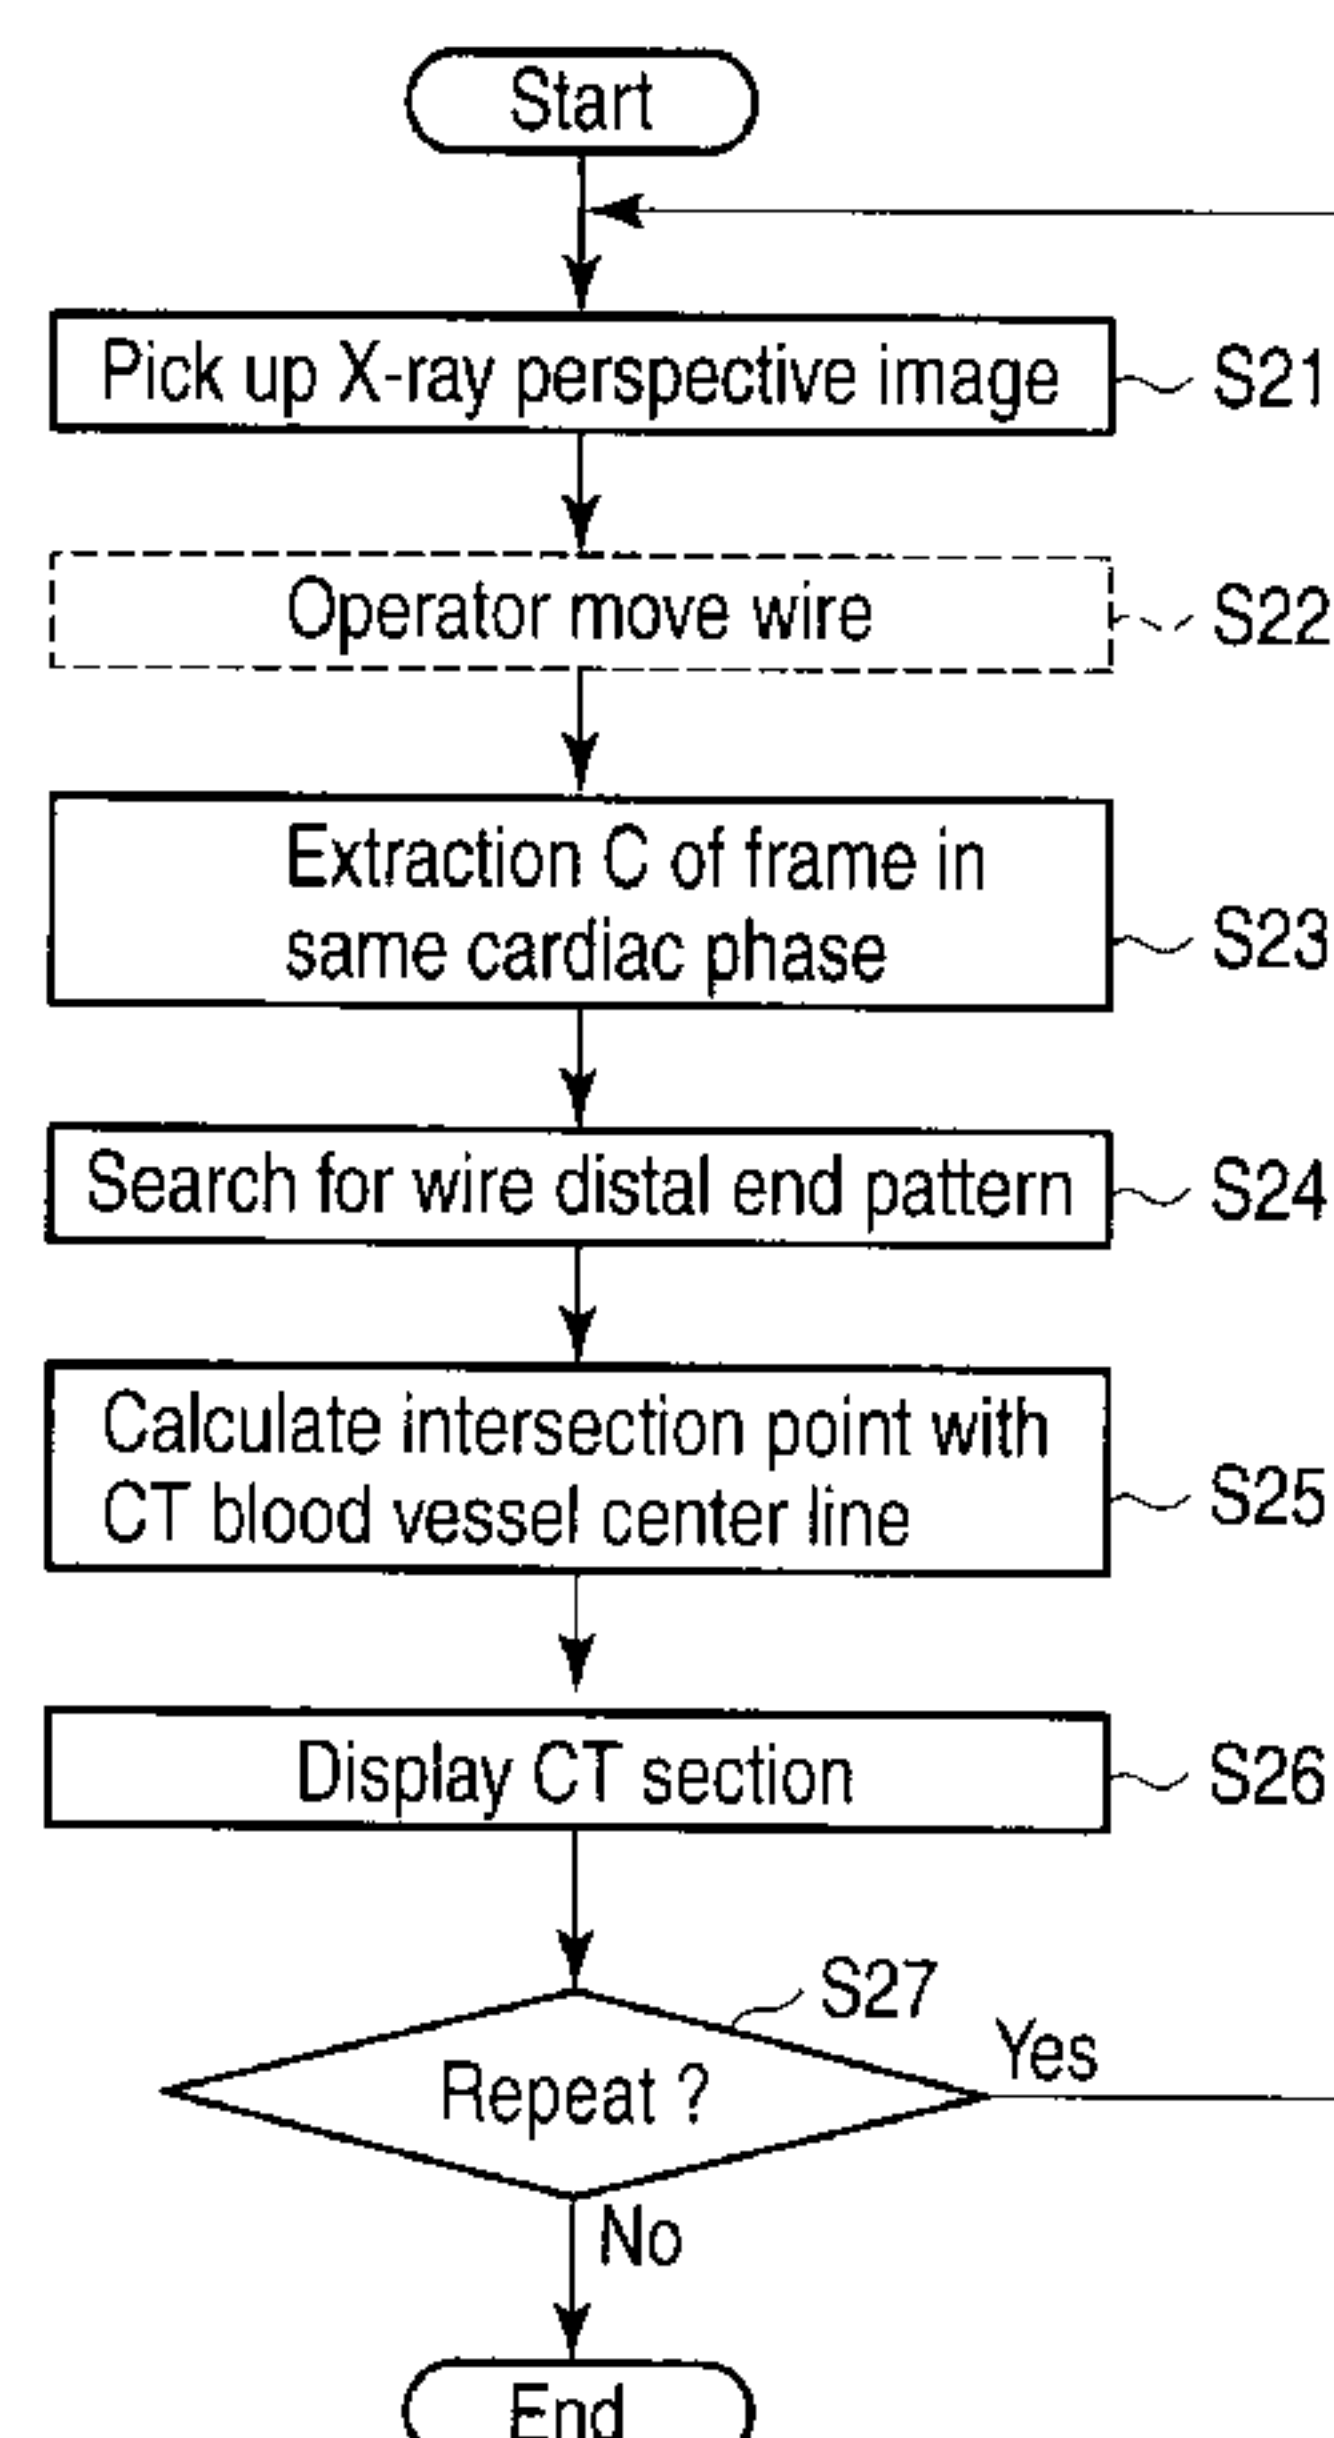 Start
Pick up X-ray perspective image
S21
Operator move wire
S22
Extraction C of frame in
same cardiac phase
S23
Search for wire distal end pattern
S24
Calculate intersection point with
CT blood vessel center line
S25
Display CT section
S26
S27
Repeat ?
Yes
No
End